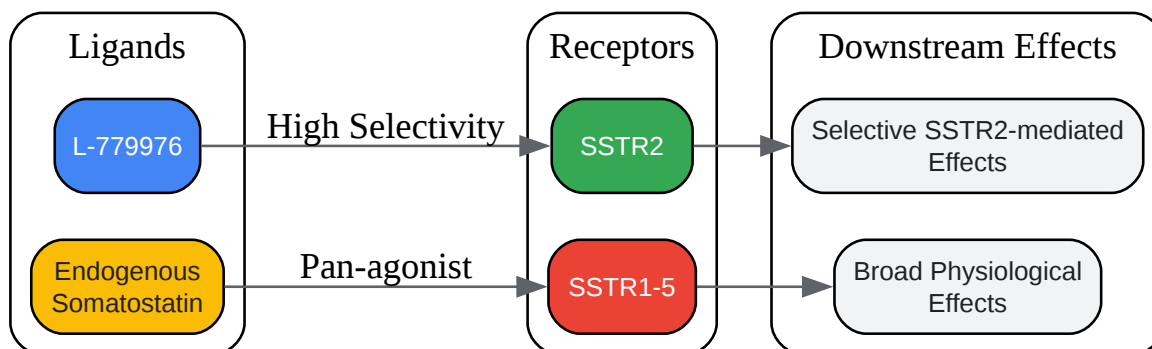 Ligands
Receptors
Downstream Effects
L-779976
High Selectivity
SSTR2
Selective SSTR2-mediated
Effects
Endogenous
Somatostatin
Pan-agonist
SSTR1-5
Broad Physiological
Effects